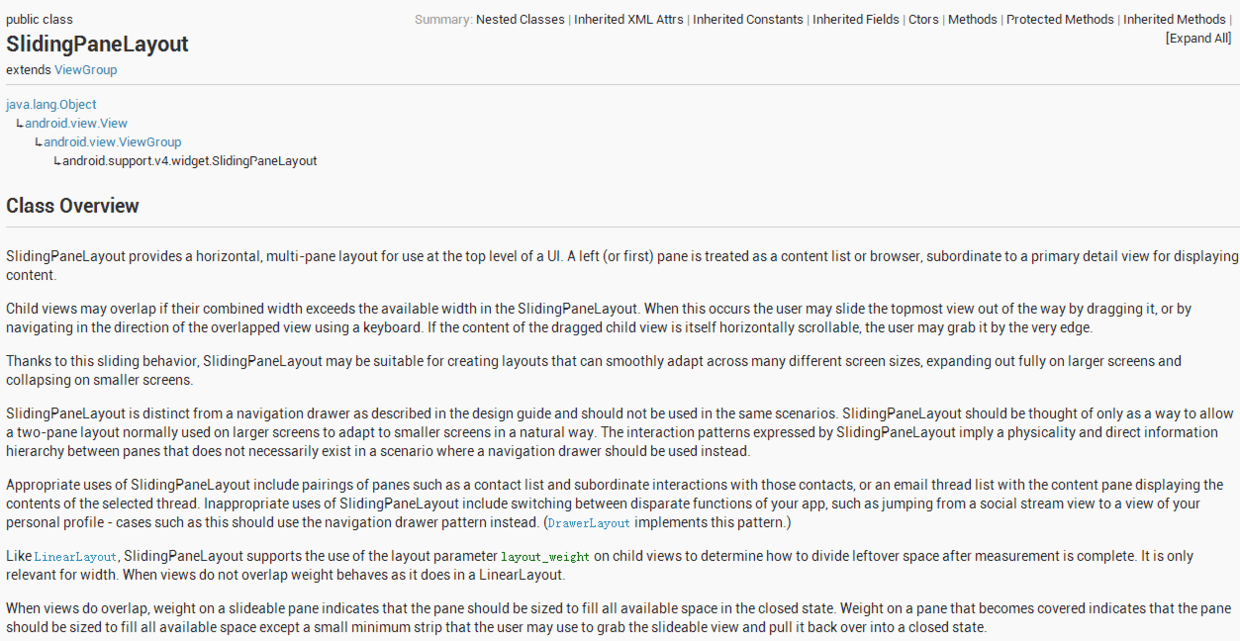 public class
Summary: Nested Classes | Inherited XML Attrs | Inherited Constants | Inherited Fields | Ctors | Methods | Protected Methods | Inherited Methods |
[Expand All]
SlidingPaneLayout
extends ViewGroup
java.lang.Object
↳android.view.View
↳android.view.ViewGroup
↳android.support.v4.widget.SlidingPaneLayout
Class Overview
SlidingPaneLayout provides a horizontal, multi-pane layout for use at the top level of a UI. A left (or first) pane is treated as a content list or browser, subordinate to a primary detail view for displaying
content.
Child views may overlap if their combined width exceeds the available width in the SlidingPaneLayout. When this occurs the user may slide the topmost view out of the way by dragging it, or by
navigating in the direction of the overlapped view using a keyboard. If the content of the dragged child view is itself horizontally scrollable, the user may grab it by the very edge.
Thanks to this sliding behavior, SlidingPaneLayout may be suitable for creating layouts that can smoothly adapt across many different screen sizes, expanding out fully on larger screens and
collapsing on smaller screens.
SlidingPaneLayout is distinct from a navigation drawer as described in the design guide and should not be used in the same scenarios. SlidingPaneLayout should be thought of only as a way to allow
a two-pane layout normally used on larger screens to adapt to smaller screens in a natural way. The interaction patterns expressed by SlidingPaneLayout imply a physicality and direct information
hierarchy between panes that does not necessarily exist in a scenario where a navigation drawer should be used instead.
Appropriate uses of SlidingPaneLayout include pairings of panes such as a contact list and subordinate interactions with those contacts, or an email thread list with the content pane displaying the
contents of the selected thread. Inappropriate uses of SlidingPaneLayout include switching between disparate functions of your app, such as jumping from a social stream view to a view of your
personal profile - cases such as this should use the navigation drawer pattern instead. (DrawerLayout implements this pattern.)
Like LinearLayout, SlidingPaneLayout supports the use of the layout parameter layout_weight on child views to determine how to divide leftover space after measurement is complete. It is only
relevant for width. When views do not overlap weight behaves as it does in a LinearLayout.
When views do overlap, weight on a slideable pane indicates that the pane should be sized to fill all available space in the closed state. Weight on a pane that becomes covered indicates that the pane
should be sized to fill all available space except a small minimum strip that the user may use to grab the slideable view and pull it back over into a closed state.